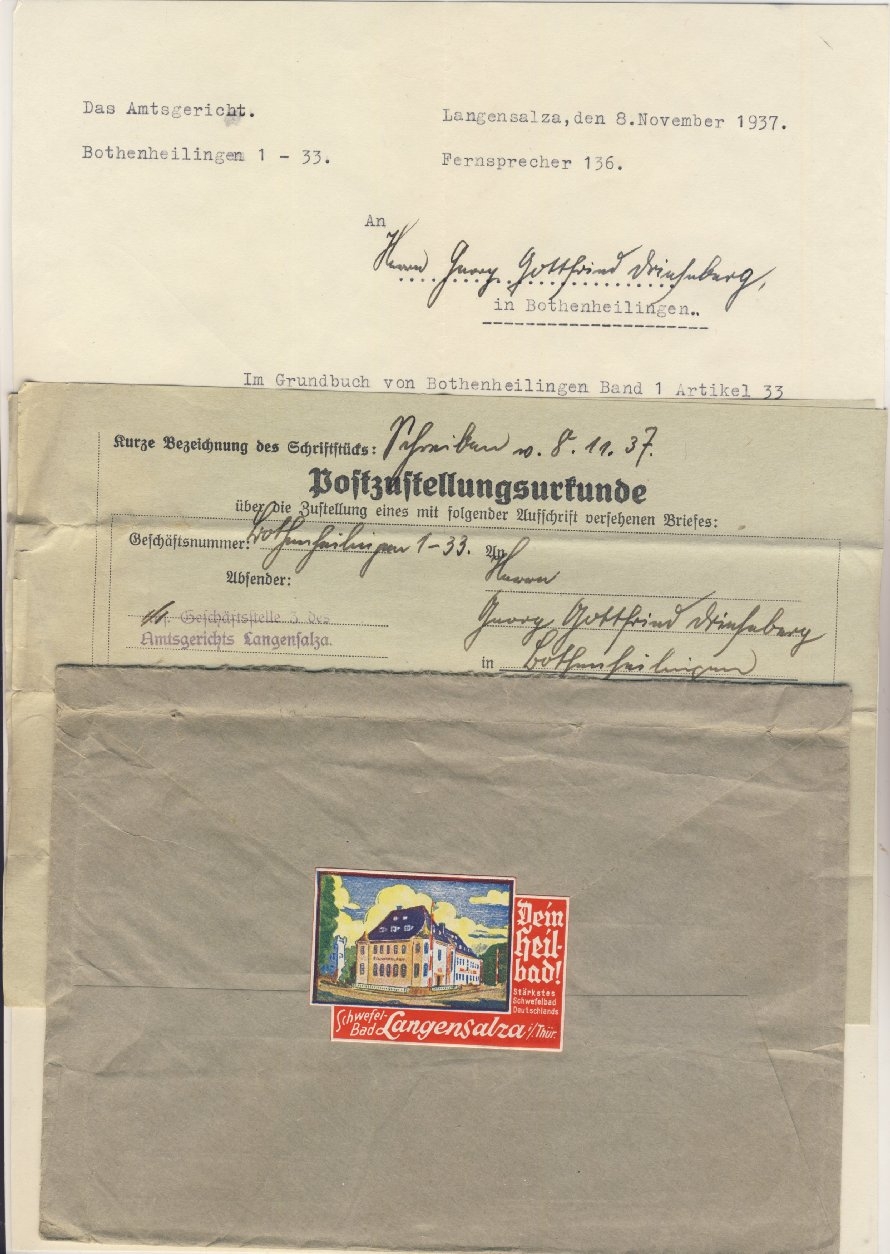 Das Amtsgericht.
Langensalza, den 8.November 1937.
Bothenheilingen 1 - 33.
Fernsprecher 136.
An
Herrn Georg Gottfried
in Bothenheilingen.
Im Grundbuch von Bothenheilingen Band 1 Artikel 33
Kurze Bezeichnung des Schriftstücks: Schreiben v. 8. 11. 37.
Postzustellungsurkunde
über die Zustellung eines mit folgender Aufschrift versehenen Briefes:
Geschäftsnummer: Bothenheilingen 1-33. An
Herrn
Absender:
Geschäftsstelle 3 des
Amtsgerichts Langensalza.
Georg Gottfried
in Bothenheilingen
Dein
Heil-
bad!
Stärkstes
Schwefelbad
Deutschlands
Schwefel-
Bad Langensalza i/Thür.